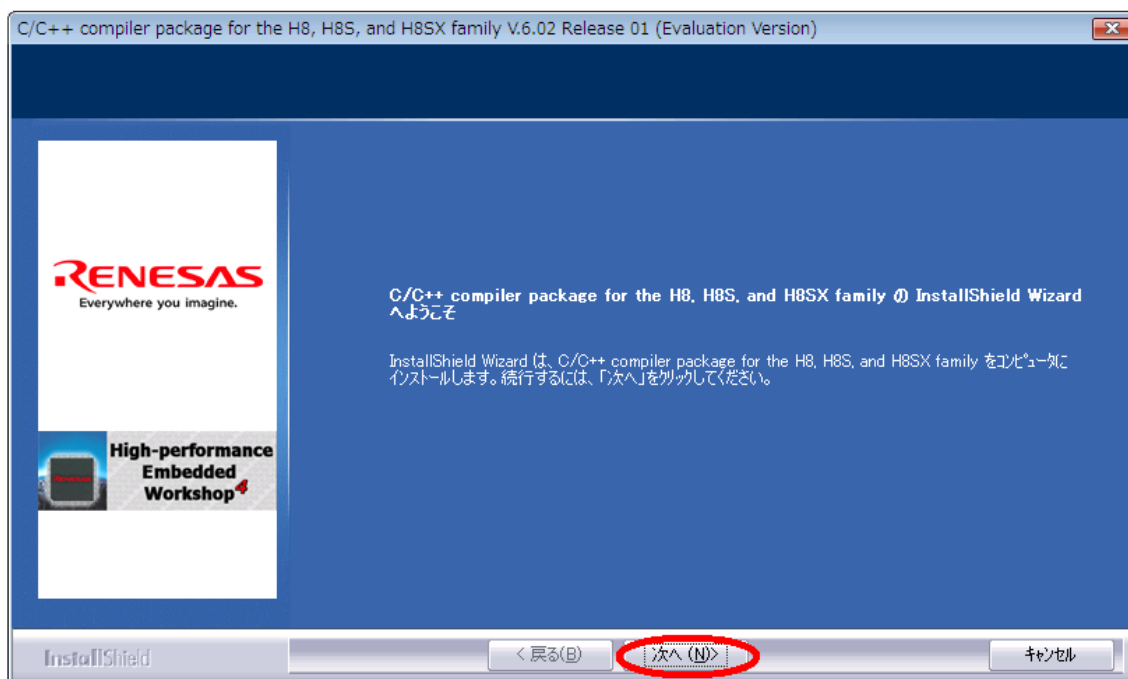 C/C++ compiler package for the H8, H8S, and H8SX family V.6.02 Release 01 (Evaluation Version)
RENESAS
Everywhere you imagine.
C/C++ compiler package for the H8, H8S, and H8SX family の InstallShield Wizard
へようこそ
InstallShield Wizard は、C/C++ compiler package for the H8, H8S, and H8SX family をｺﾝﾋﾟｭｰﾀに
ｲﾝｽﾄｰﾙします。続行するには、「次へ」をｸﾘｯｸしてください。
High-performance
Embedded
Workshop4
RENESAS
InstallShield
< 戻る(B)
次へ (N)>
ｷｬﾝｾﾙ